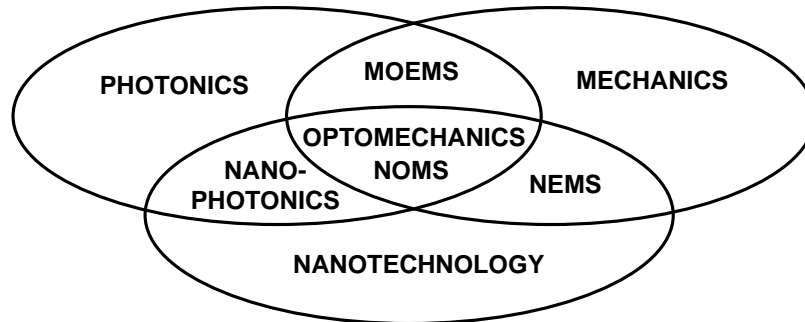 PHOTONICS
MOEMS
MECHANICS
OPTOMECHANICS
NOMS
NANO-
PHOTONICS
NEMS
NANOTECHNOLOGY